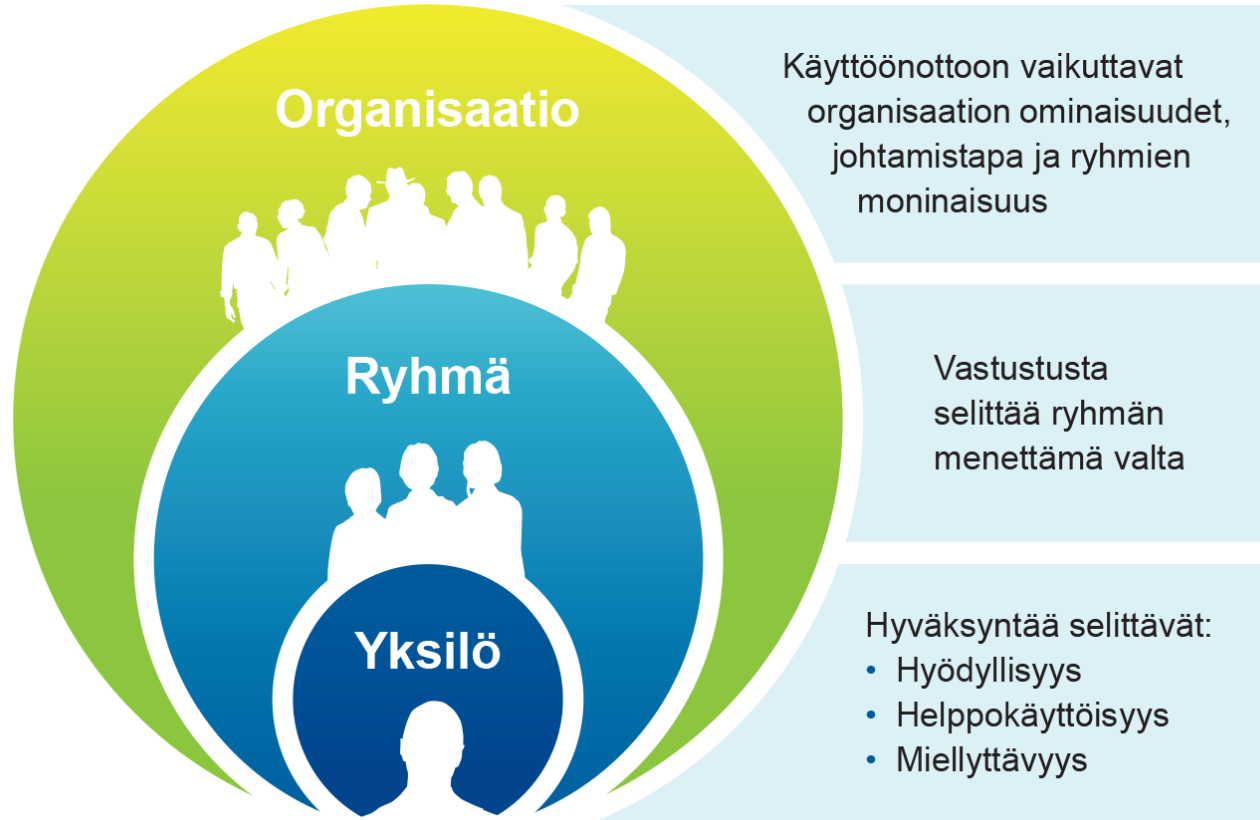 Organisaatio
Käyttöönottoon vaikuttavat
organisaation ominaisuudet,
johtamistapa ja ryhmien
moninaisuus
Ryhmä
Vastustusta
selittää ryhmän
menettämä valta
Yksilö
Hyväksyntää selittävät:
• Hyödyllisyys
• Helppokäyttöisyys
• Miellyttävyys